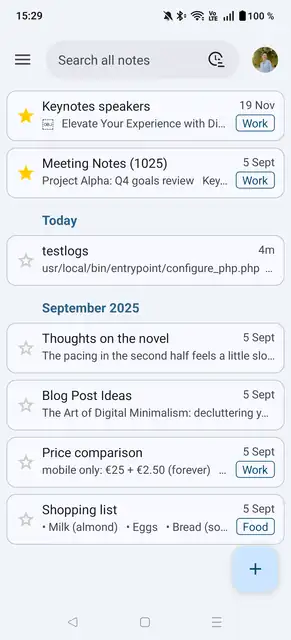 15:29
VoLTE 100 %
Search all notes
Keynotes speakers 19 Nov
OBJ Elevate Your Experience with Di... Work
Meeting Notes (1025) 5 Sept
Project Alpha: Q4 goals review Key... Work
Today
testlogs 4m
usr/local/bin/entrypoint/configure_php.php ...
September 2025
Thoughts on the novel 5 Sept
The pacing in the second half feels a little slo...
Blog Post Ideas 5 Sept
The Art of Digital Minimalism: decluttering y...
Price comparison 5 Sept
mobile only: €25 + €2.50 (forever) ... Work
Shopping list 5 Sept
• Milk (almond) • Eggs • Bread (so... Food
+